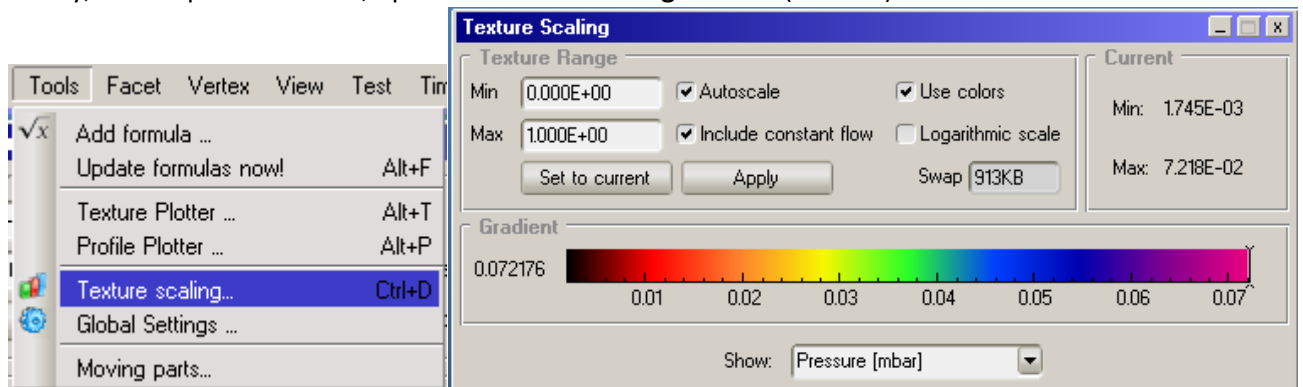 Texture Scaling
Tools Facet Vertex View Test
Add formula ...
Update formulas now! Alt+F
Texture Plotter ... Alt+T
Profile Plotter ... Alt+P
Texture scaling... Ctrl+D
Global Settings ...
Moving parts...
Texture Range
Min 0.000E+00 Autoscale Use colors
Max 1.000E+00 Include constant flow Logarithmic scale
Set to current Apply Swap 913KB
Current
Min: 1.745E-03
Max: 7.218E-02
Gradient
0.072176
0.01 0.02 0.03 0.04 0.05 0.06 0.07
Show: Pressure [mbar]